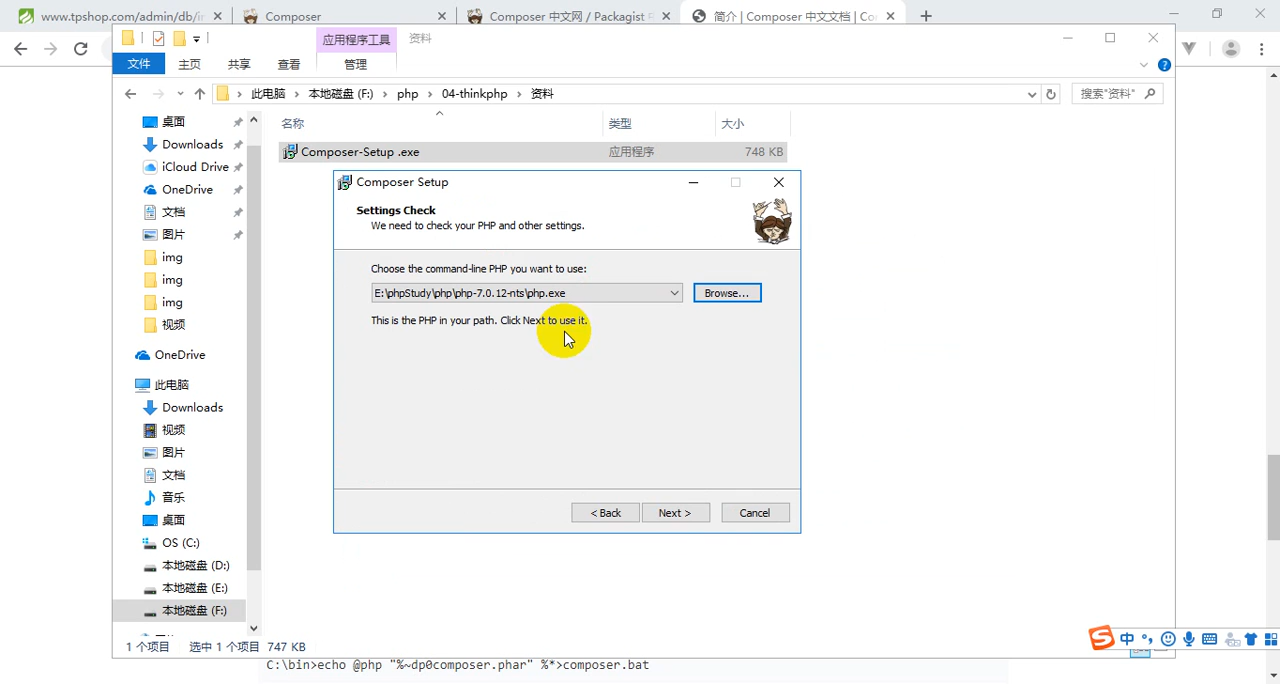 www.tpshop.com/admin/db/in
Composer
Composer 中文网 / Packagist
简介 | Composer 中文文档 | Co
应用程序工具
资料
文件
主页
共享
查看
管理
此电脑 > 本地磁盘 (F:) > php > 04-thinkphp > 资料
搜索"资料"
名称
类型
大小
Composer-Setup .exe
应用程序
748 KB
桌面
Downloads
iCloud Drive
OneDrive
文档
图片
img
img
img
视频
OneDrive
此电脑
Downloads
视频
图片
文档
音乐
桌面
OS (C:)
本地磁盘 (D:)
本地磁盘 (E:)
本地磁盘 (F:)
Composer Setup
Settings Check
We need to check your PHP and other settings.
Choose the command-line PHP you want to use:
E:\phpStudy\php\php-7.0.12-nts\php.exe
Browse...
This is the PHP in your path. Click Next to use it.
< Back
Next >
Cancel
1 个项目
选中 1 个项目 747 KB
中
C:\bin>echo @php "%~dp0composer.phar" %*>composer.bat